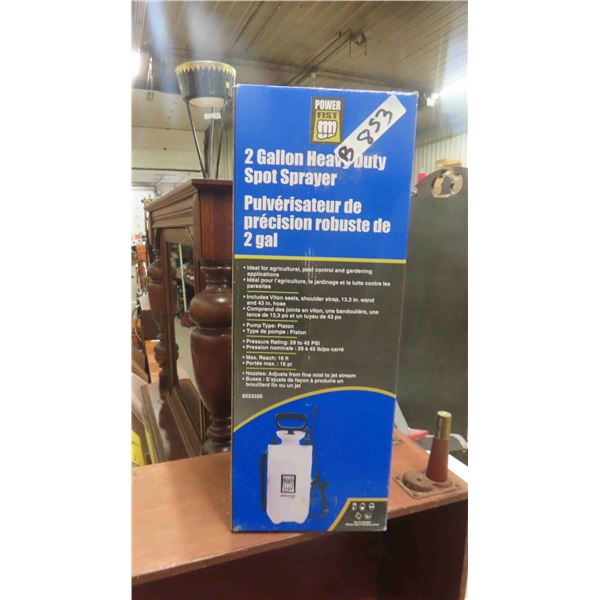 POWER
FIST
B 853
2 Gallon Heavy Duty
Spot Sprayer
Pulvérisateur de
précision robuste de
2 gal
• Ideal for agricultural, pest control and gardening
applications
• Idéal pour l'agriculture, le jardinage et la lutte contre les
parasites
• Includes Viton seals, shoulder strap, 13.3 in. wand
and 43 in. hose
• Comprend des joints en viton, une bandoulière, une
lance de 13,3 po et un tuyau de 43 po
• Pump Type: Piston
• Type de pompe : Piston
• Pressure Rating: 29 to 45 PSI
• Pression nominale : 29 à 45 lb/po carré
• Max. Reach: 16 ft
• Portée max. : 16 pi
• Nozzles: Adjusts from fine mist to jet stream
• Buses : S'ajuste de façon à produire un
brouillard fin ou un jet
8523326
POWER
FIST